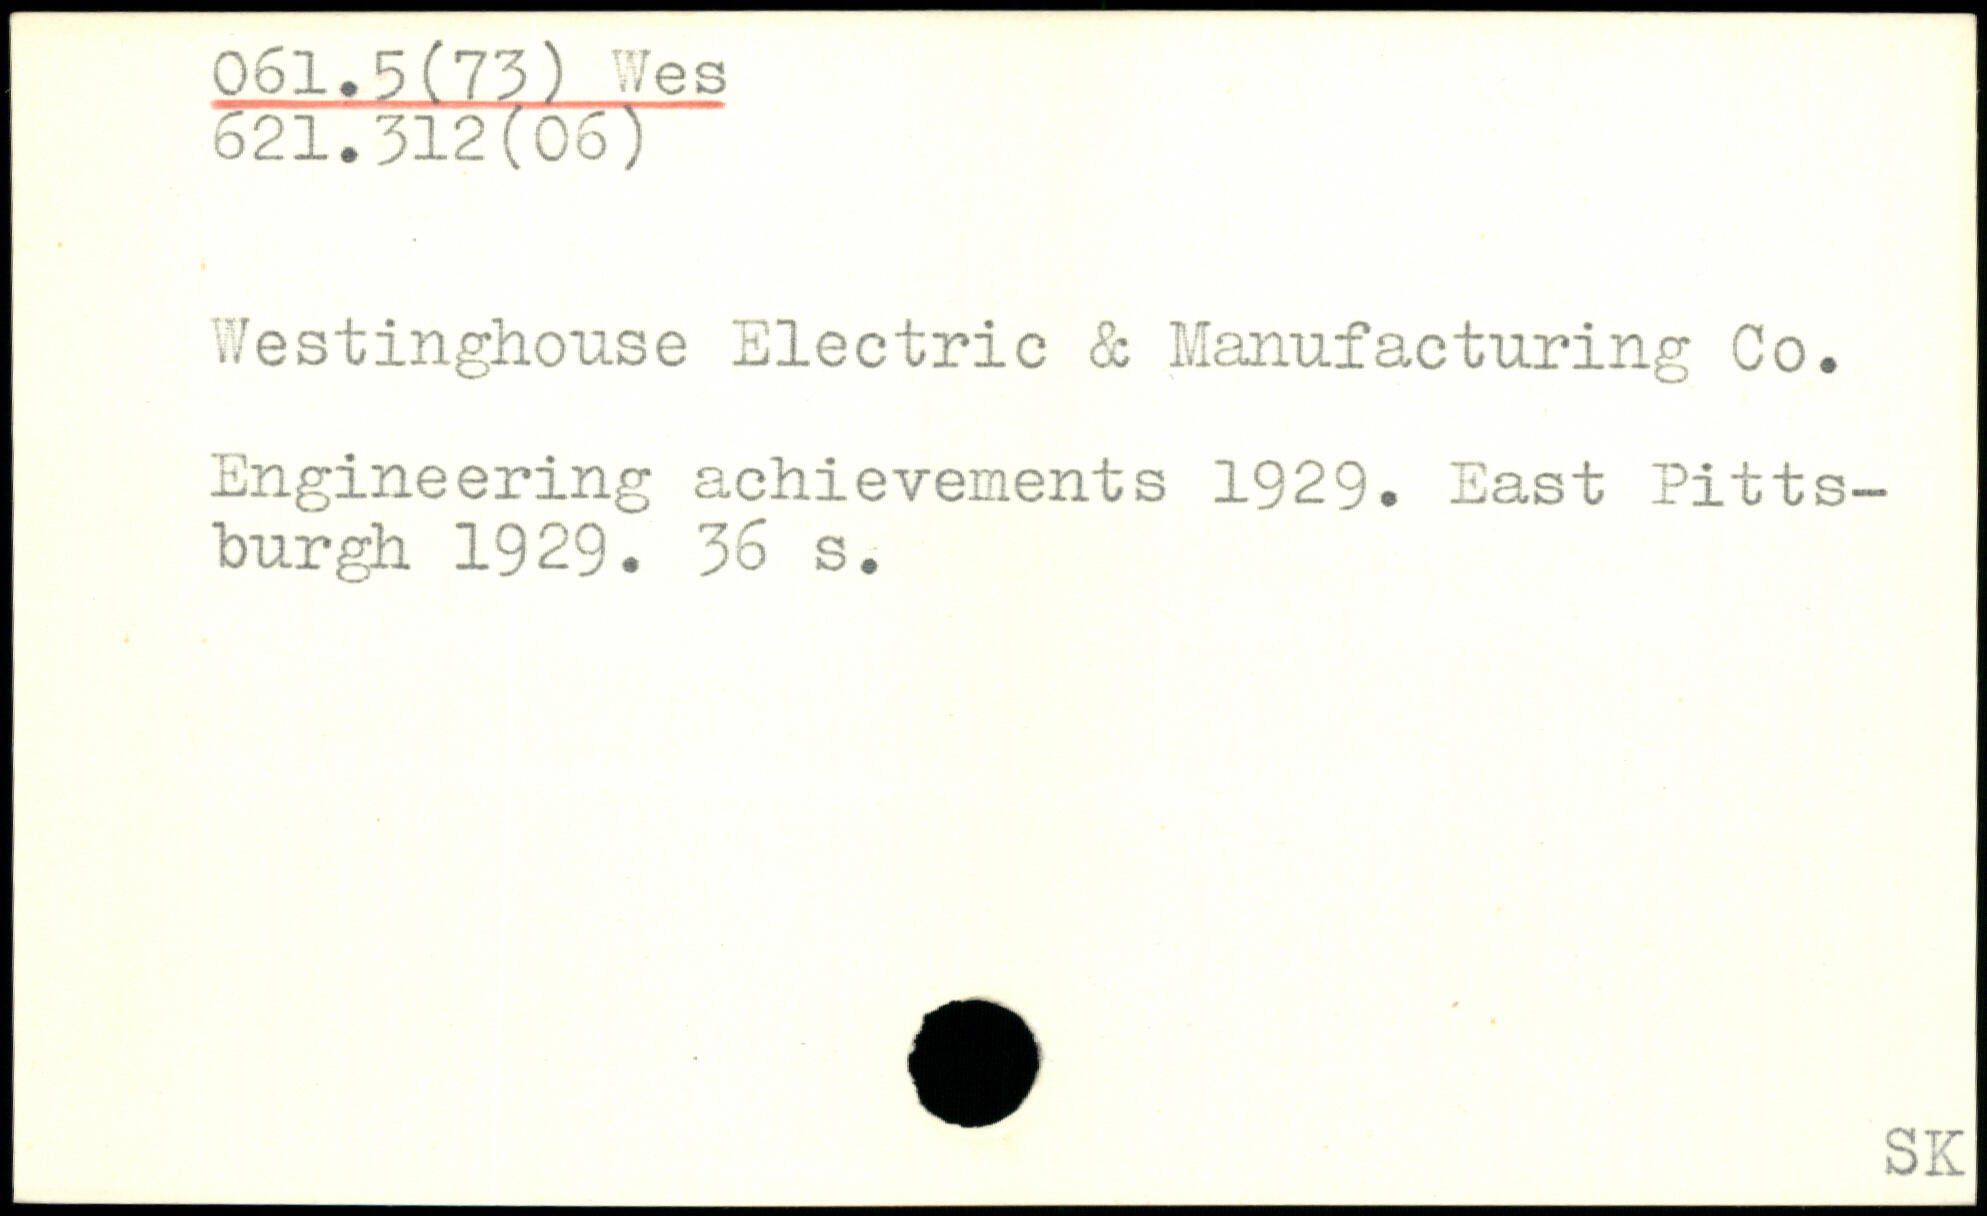 061.5(73) Wes
621.312(06)
Westinghouse Electric & Manufacturing Co.
Engineering achievements 1929. East Pitts-
burgh 1929. 36 s.
SK